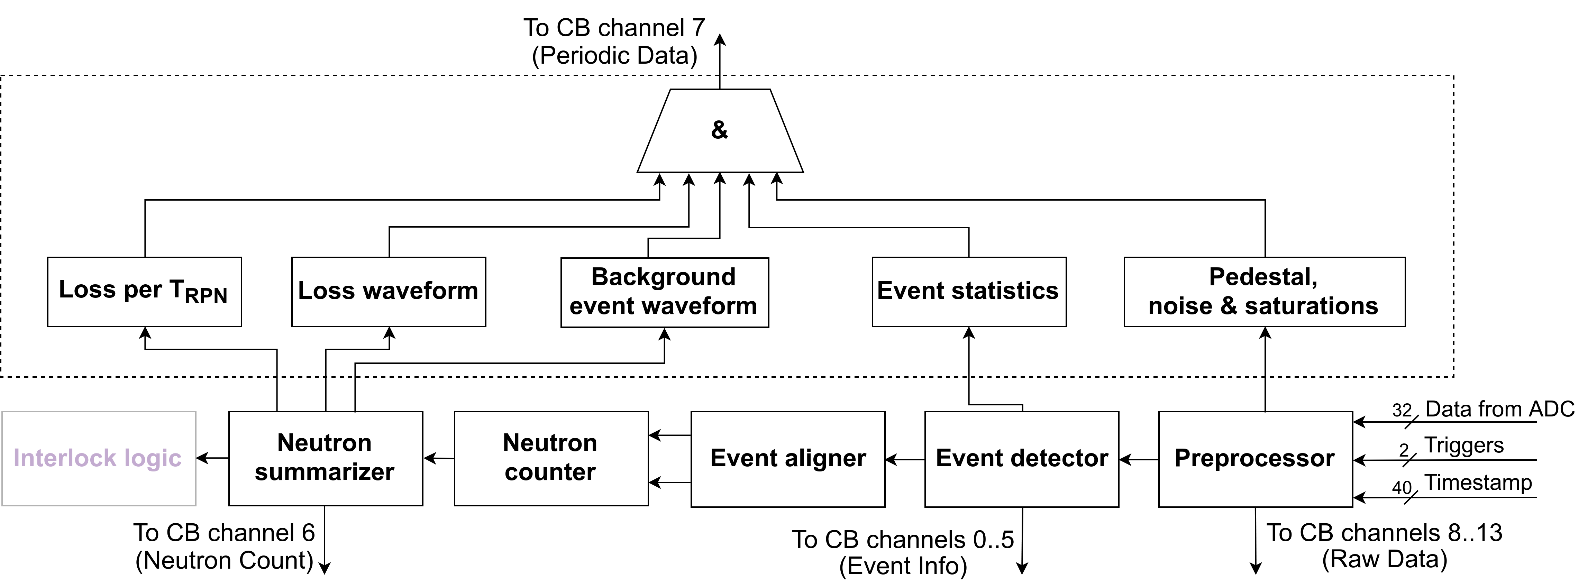 To CB channel 7
(Periodic Data)
&
Loss per TRPN
Loss waveform
Background
event waveform
Event statistics
Pedestal,
noise & saturations
Interlock logic
Neutron
summarizer
Neutron
counter
Event aligner
Event detector
Preprocessor
32 Data from ADC
2 Triggers
40 Timestamp
To CB channel 6
(Neutron Count)
To CB channels 0..5
(Event Info)
To CB channels 8..13
(Raw Data)